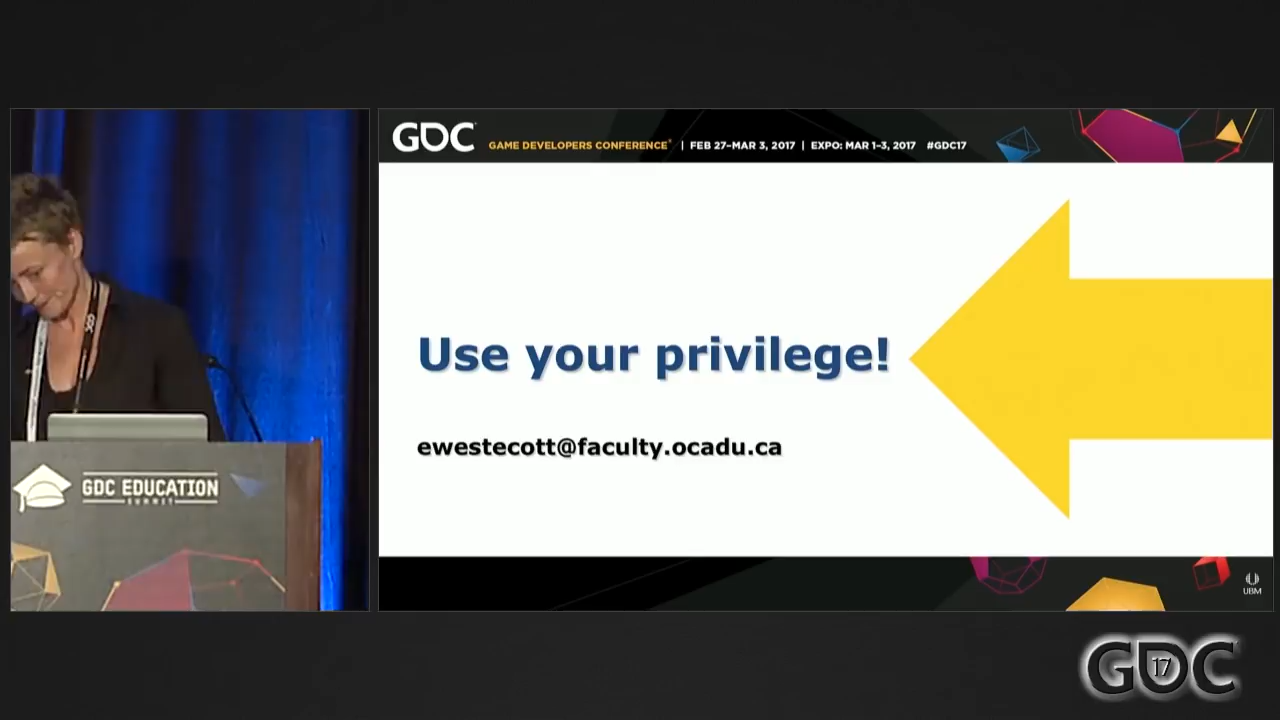 GDC GAME DEVELOPERS CONFERENCE® | FEB 27–MAR 3, 2017 | EXPO: MAR 1–3, 2017 #GDC17
Use your privilege!
ewestecott@faculty.ocadu.ca
GDC
GDC EDUCATION
SUMMIT
UBM
GDC 17